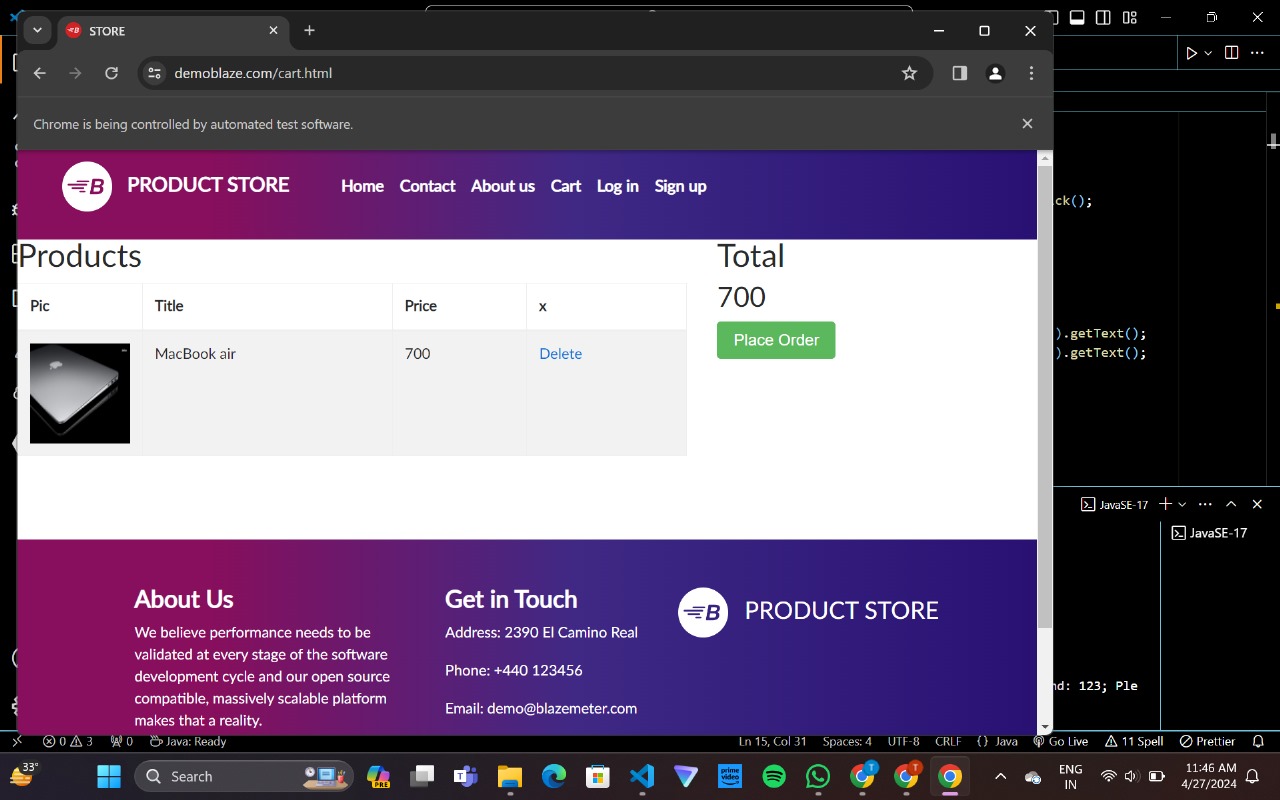 STORE
demoblaze.com/cart.html
Chrome is being controlled by automated test software.
B PRODUCT STORE Home Contact About us Cart Log in Sign up
Products
Pic Title Price x
MacBook air 700 Delete
Total
700
Place Order
About Us
We believe performance needs to be
validated at every stage of the software
development cycle and our open source
compatible, massively scalable platform
makes that a reality.
Get in Touch
Address: 2390 El Camino Real
Phone: +440 123456
Email: demo@blazemeter.com
B PRODUCT STORE
ck();
).getText();
).getText();
JavaSE-17
JavaSE-17
nd: 123; Ple
0 3 0 Java: Ready Ln 15, Col 31 Spaces: 4 UTF-8 CRLF {} Java Go Live 11 Spell Prettier
33°
Search
PRE
prime video
T
T
ENG
IN
11:46 AM
4/27/2024